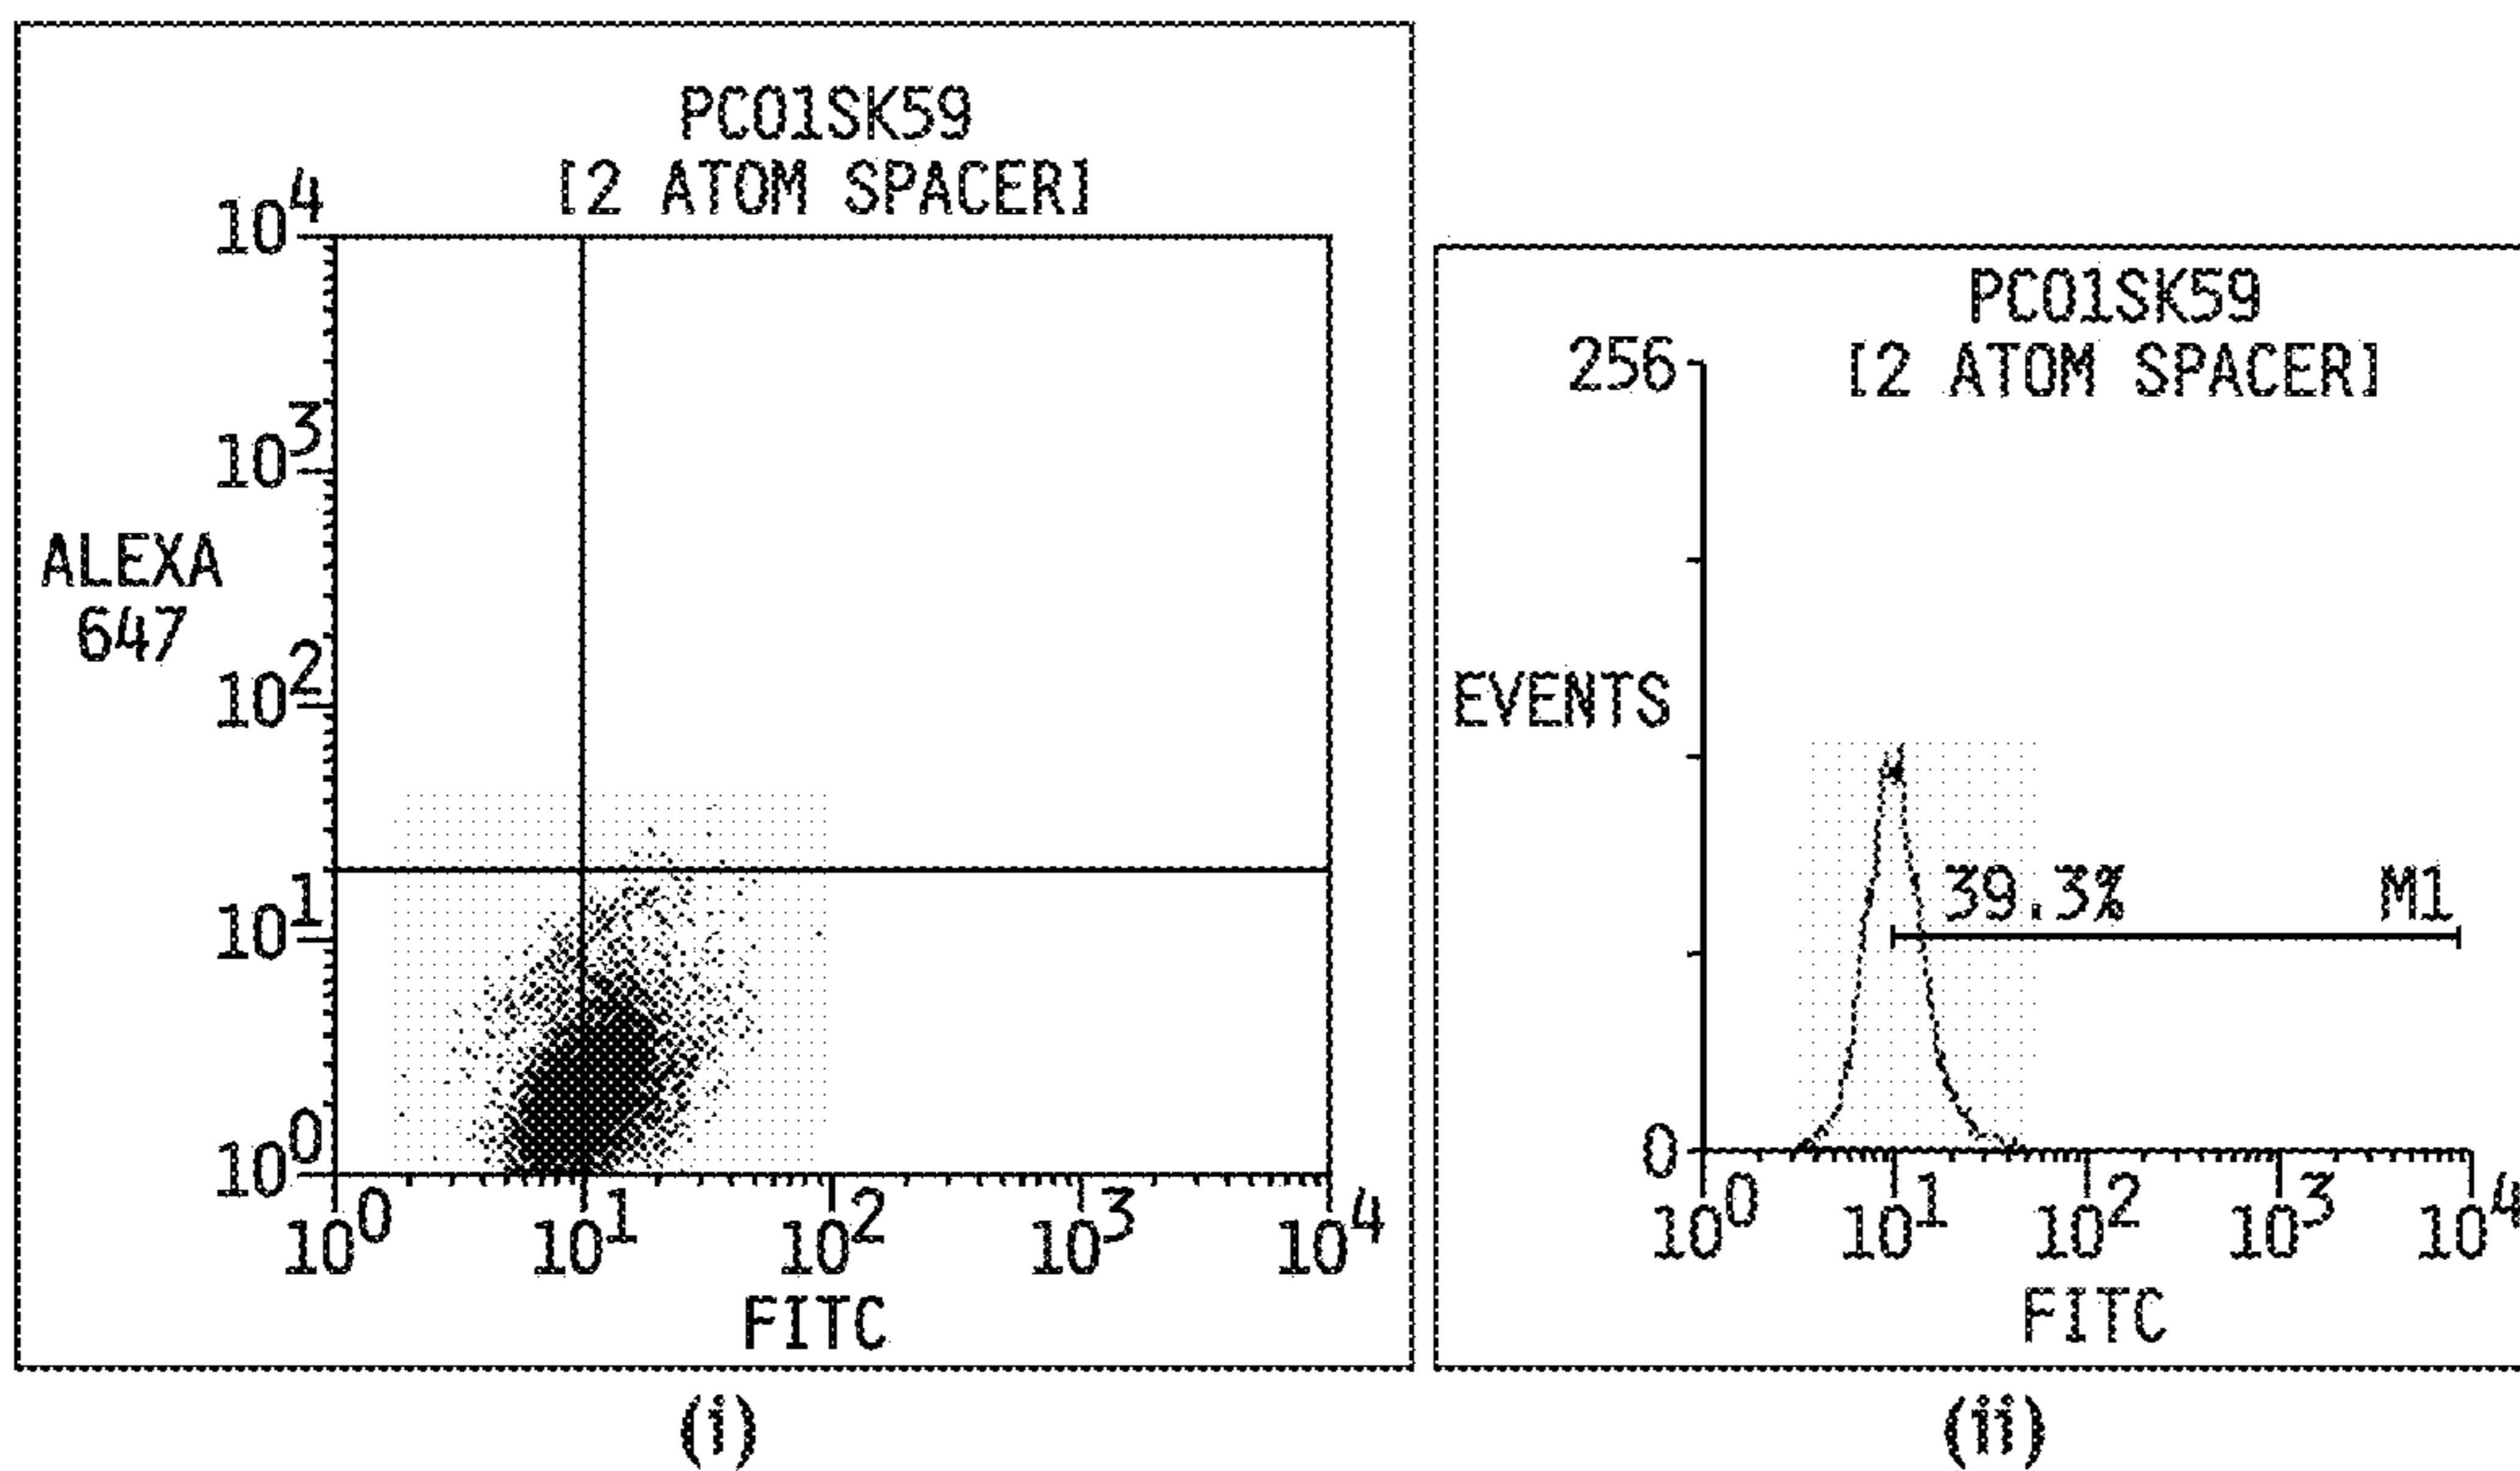 PC01SK59
[2 ATOM SPACER]
10^4
10^3
ALEXA
647
10^2
10^1
10^0
10^0 10^1 10^2 10^3 10^4
FITC
(i)
PC01SK59
[2 ATOM SPACER]
256
EVENTS
39.3% M1
0
10^0 10^1 10^2 10^3 10^4
FITC
(ii)